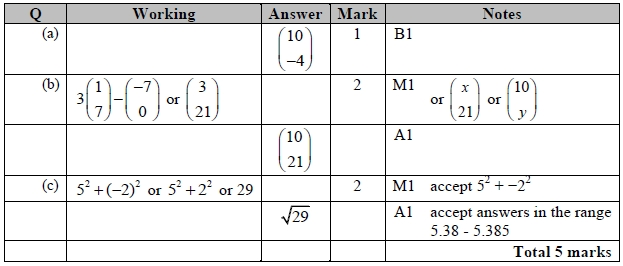 Q Working Answer Mark Notes
(a) (10 -4) 1 B1
(b) 3(1 7) − (−7 0) or (3 21) 2 M1 or (x 21) or (10 y)
(10 21) A1
(c) 5² + (−2)² or 5² + 2² or 29 2 M1 accept 5² + −2²
√29 A1 accept answers in the range
5.38 - 5.385
Total 5 marks